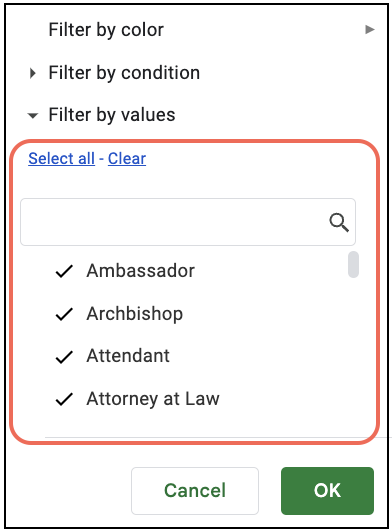 Filter by color
Filter by condition
Filter by values
Select all - Clear
Ambassador
Archbishop
Attendant
Attorney at Law
Cancel OK